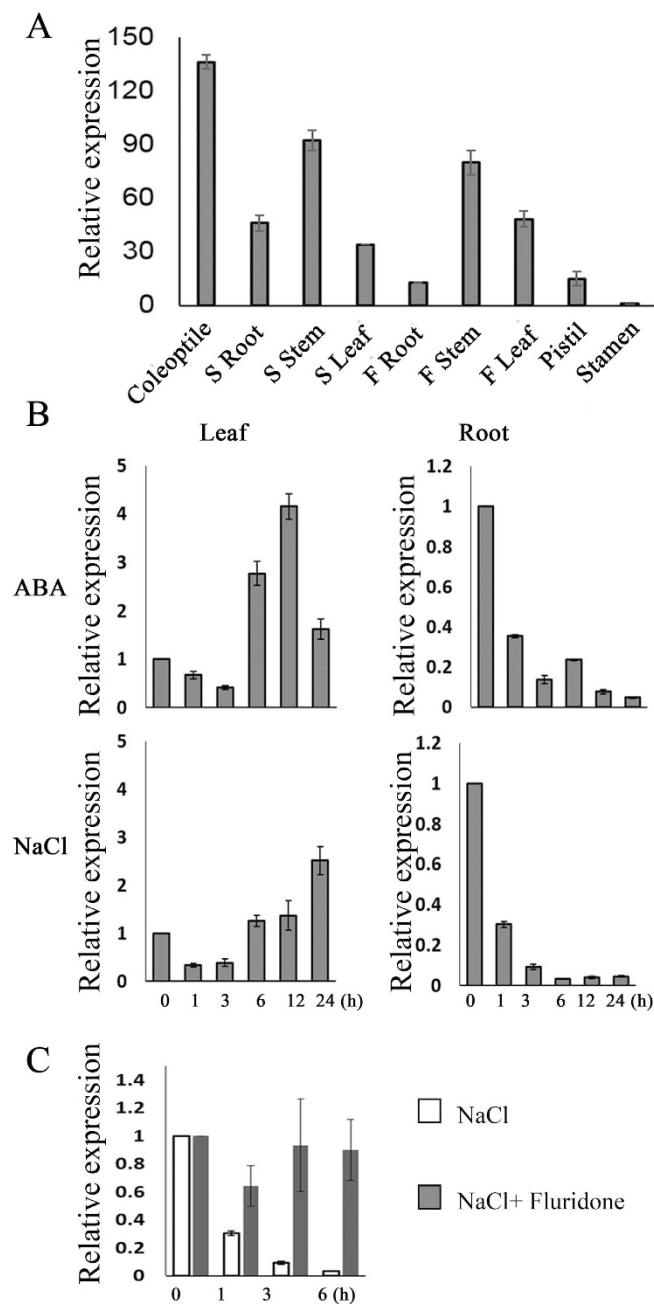 A
Relative expression
150
120
90
60
30
0
Coleoptile
S Root
S Stem
S Leaf
F Root
F Stem
F Leaf
Pistil
Stamen
B
Leaf
Root
ABA
Relative expression
5
4
3
2
1
0
Relative expression
1.2
1
0.8
0.6
0.4
0.2
0
NaCl
Relative expression
5
4
3
2
1
0
0 1 3 6 12 24 (h)
Relative expression
1.2
1
0.8
0.6
0.4
0.2
0
0 1 3 6 12 24 (h)
C
Relative expression
1.4
1.2
1
0.8
0.6
0.4
0.2
0
0 1 3 6 (h)
NaCl
NaCl+ Fluridone